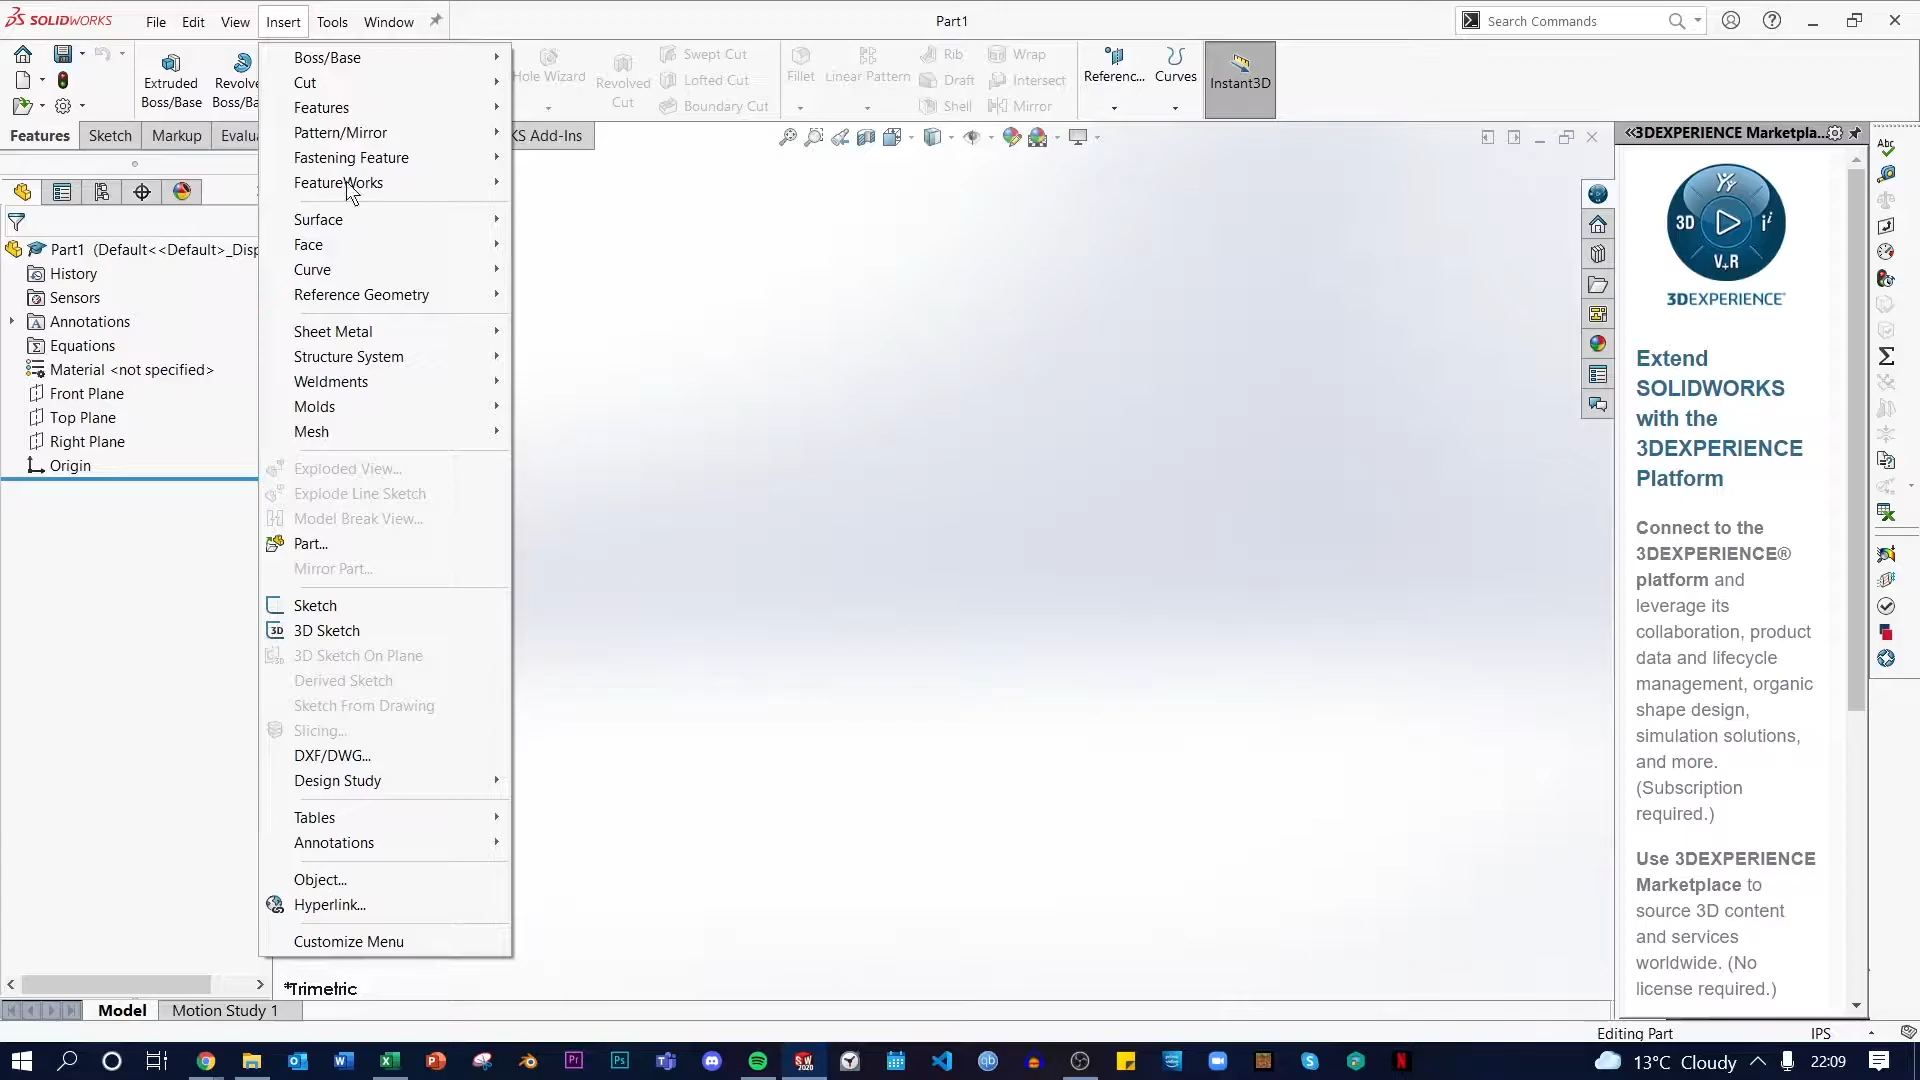 SOLIDWORKS File Edit View Insert Tools Window Part1 Search Commands
Boss/Base
Cut
Features
Pattern/Mirror
Fastening Feature
FeatureWorks
Surface
Face
Curve
Reference Geometry
Sheet Metal
Structure System
Weldments
Molds
Mesh
Exploded View...
Explode Line Sketch
Model Break View...
Part...
Mirror Part...
Sketch
3D Sketch
3D Sketch On Plane
Derived Sketch
Sketch From Drawing
Slicing...
DXF/DWG...
Design Study
Tables
Annotations
Object...
Hyperlink...
Customize Menu
Extruded
Boss/Base
Revolve
Boss/Ba
Hole Wizard
Revolved
Cut
Swept Cut
Lofted Cut
Boundary Cut
Fillet
Linear Pattern
Rib
Draft
Shell
Wrap
Intersect
Mirror
Referenc...
Curves
Instant3D
Features Sketch Markup Evalua KS Add-Ins
Part1 (Default<<Default>_Disp
History
Sensors
Annotations
Equations
Material <not specified>
Front Plane
Top Plane
Right Plane
Origin
*Trimetric
«3DEXPERIENCE Marketpla...
3D
V+R
3DEXPERIENCE
Extend
SOLIDWORKS
with the
3DEXPERIENCE
Platform
Connect to the
3DEXPERIENCE®
platform and
leverage its
collaboration, product
data and lifecycle
management, organic
shape design,
simulation solutions,
and more.
(Subscription
required.)
Use 3DEXPERIENCE
Marketplace to
source 3D content
and services
worldwide. (No
license required.)
Model Motion Study 1
Editing Part IPS
13°C Cloudy 22:09